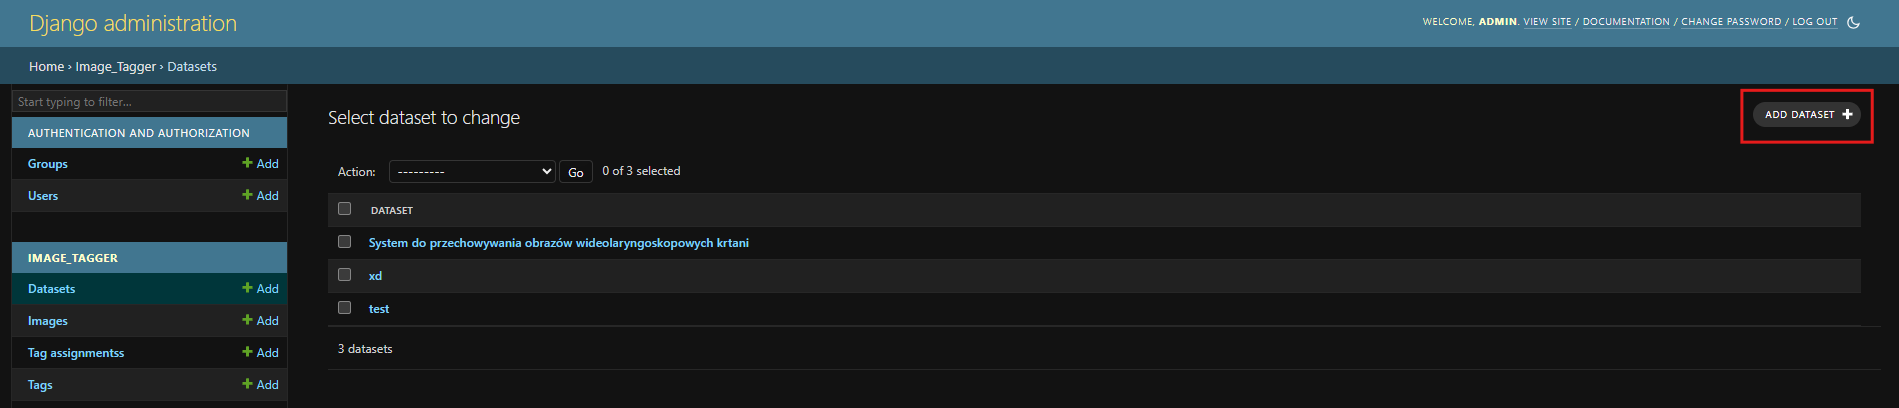 Django administration
WELCOME, ADMIN. VIEW SITE / DOCUMENTATION / CHANGE PASSWORD / LOG OUT
Home › Image_Tagger › Datasets
Start typing to filter...
AUTHENTICATION AND AUTHORIZATION
Groups + Add
Users + Add
IMAGE_TAGGER
Datasets + Add
Images + Add
Tag assignmentss + Add
Tags + Add
Select dataset to change
ADD DATASET +
Action: --------- Go 0 of 3 selected
DATASET
System do przechowywania obrazów wideolaryngoskopowych krtani
xd
test
3 datasets